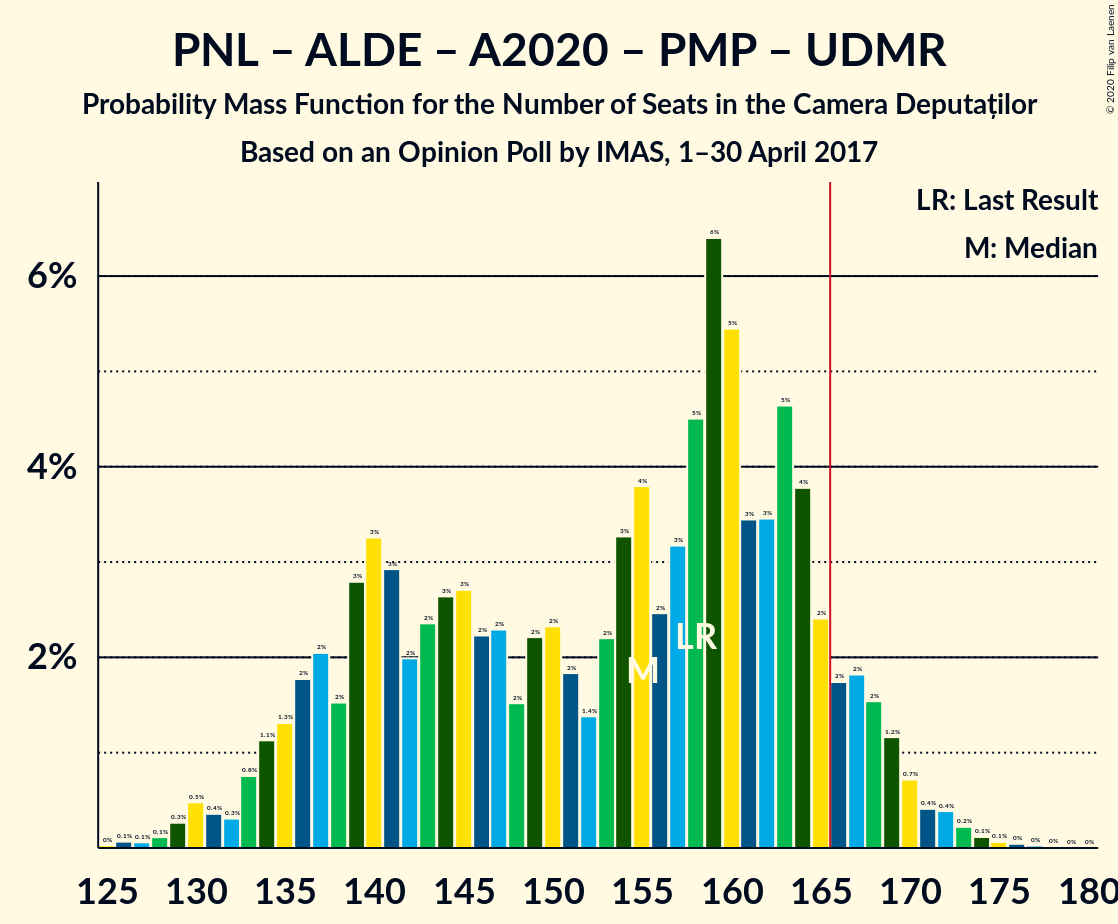 PNL – ALDE – A2020 – PMP – UDMR
Probability Mass Function for the Number of Seats in the Camera Deputaților
Based on an Opinion Poll by IMAS, 1–30 April 2017
© 2020 Filip van Laenen
LR: Last Result
M: Median
6%
4%
2%
0% 0.1% 0.1% 0.1% 0.3% 0.5% 0.4% 0.3% 0.8% 1.1% 1.3% 2% 2% 2% 3% 3% 3% 2% 2% 3% 3% 2% 2% 2% 2% 2% 2% 1.4% 2% 3% 4% 2% 3% 5% 6% 5% 3% 3% 5% 4% 2% 2% 2% 2% 1.2% 0.7% 0.4% 0.4% 0.2% 0.1% 0.1% 0% 0% 0% 0% 0%
LR
M
125 130 135 140 145 150 155 160 165 170 175 180